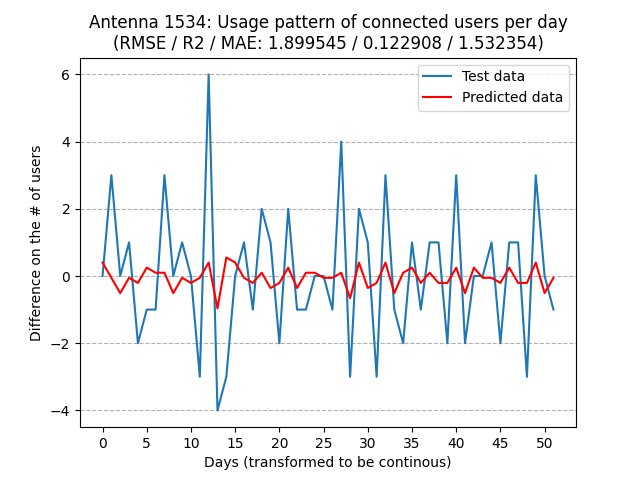 Antenna 1534: Usage pattern of connected users per day
(RMSE / R2 / MAE: 1.899545 / 0.122908 / 1.532354)
Test data
Predicted data
6
4
2
0
−2
−4
Difference on the # of users
0 5 10 15 20 25 30 35 40 45 50
Days (transformed to be continous)